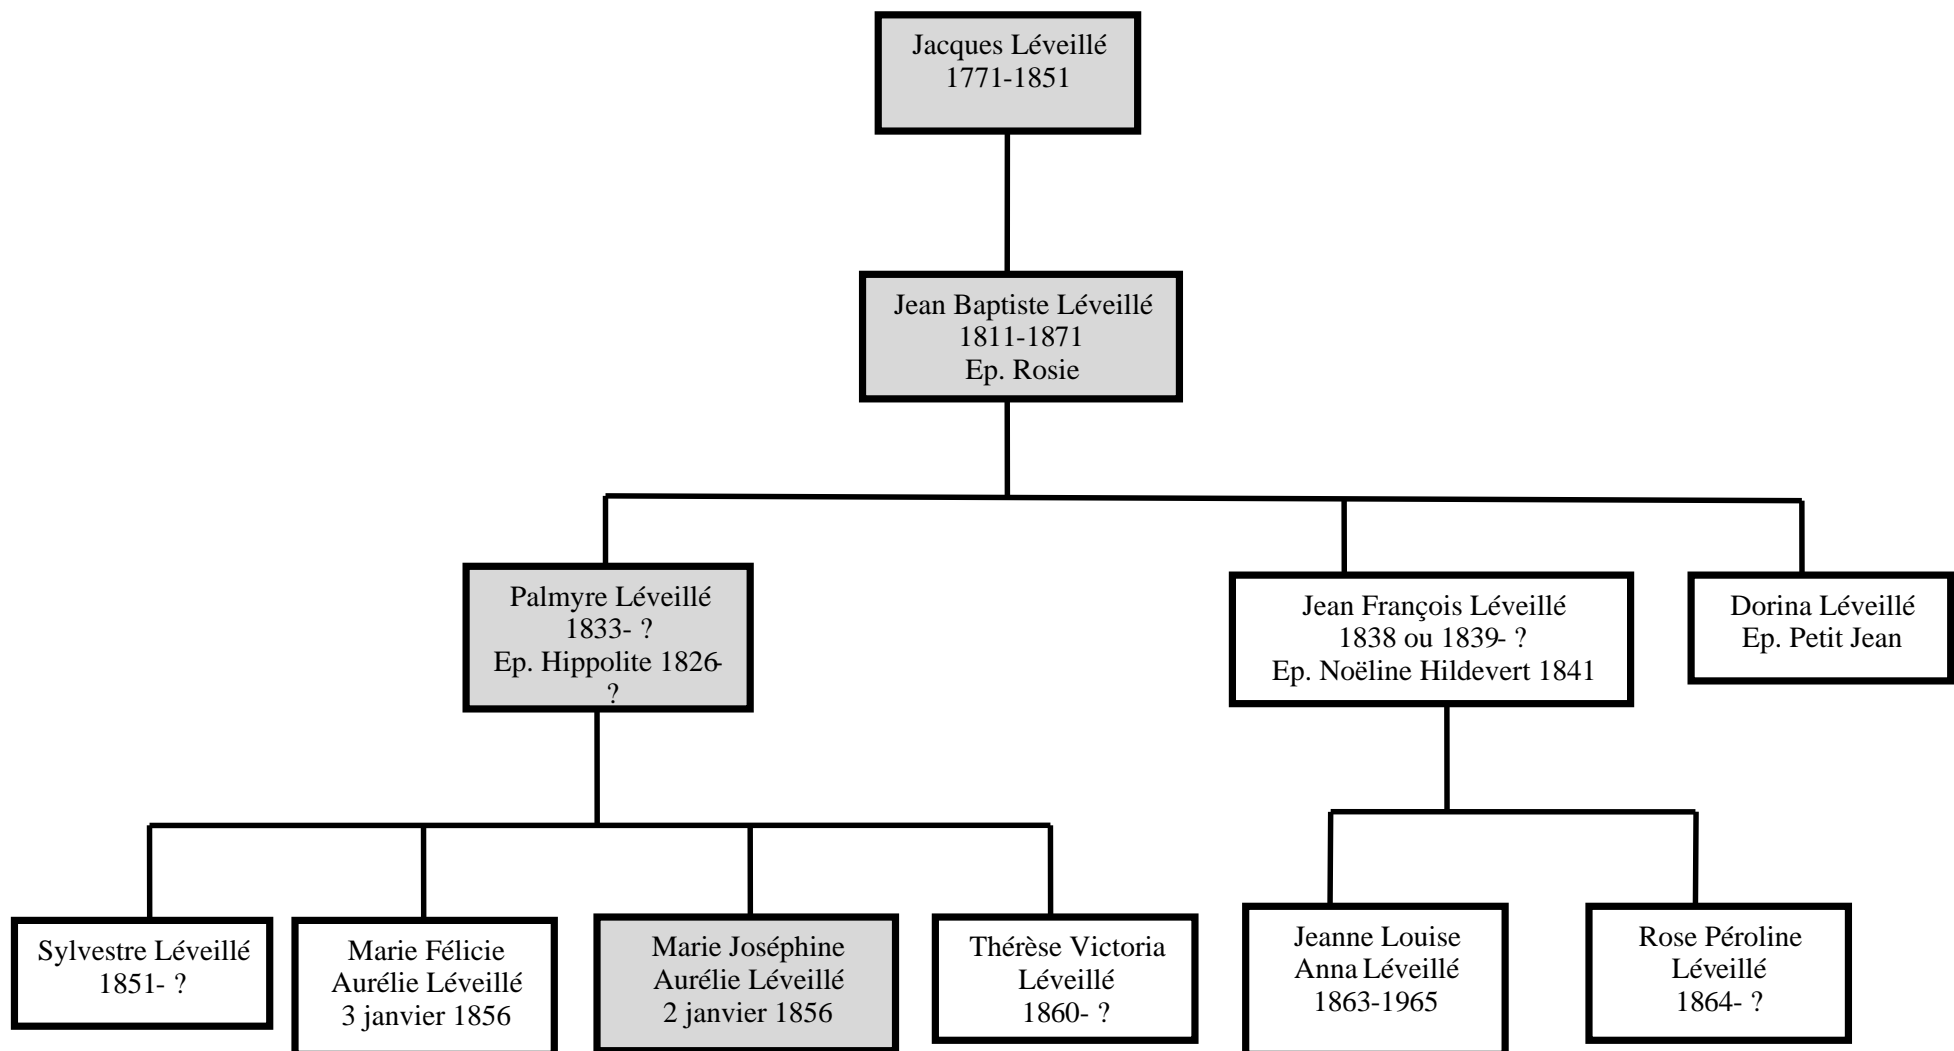 Jacques Léveillé
1771-1851
Jean Baptiste Léveillé
1811-1871
Ep. Rosie
Palmyre Léveillé
1833- ?
Ep. Hippolite 1826-
?
Jean François Léveillé
1838 ou 1839- ?
Ep. Noëline Hildevert 1841
Dorina Léveillé
Ep. Petit Jean
Sylvestre Léveillé
1851- ?
Marie Félicie
Aurélie Léveillé
3 janvier 1856
Marie Joséphine
Aurélie Léveillé
2 janvier 1856
Thérèse Victoria
Léveillé
1860- ?
Jeanne Louise
Anna Léveillé
1863-1965
Rose Péroline
Léveillé
1864- ?